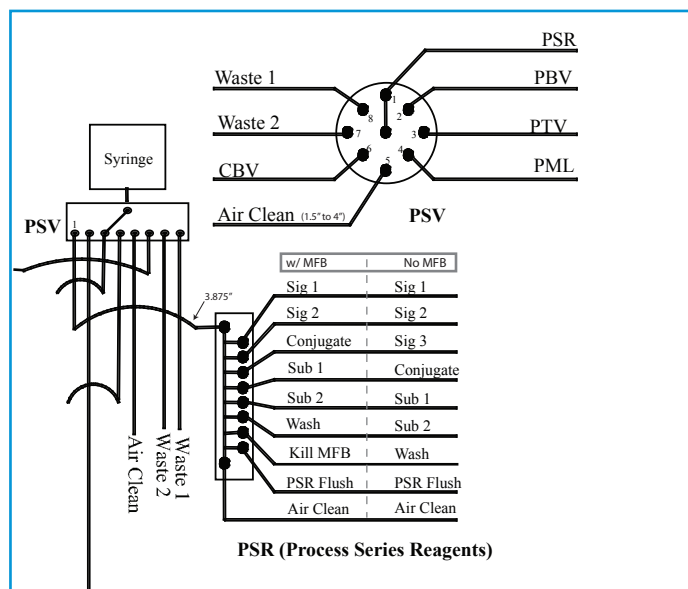 PSR
Waste 1
PBV
1
8
2
Waste 2
PTV
7
3
6
4
CBV
PML
5
Air Clean (1.5" to 4")
PSV
Syringe
PSV
1
3.875"
w/ MFB No MFB
Sig 1 Sig 1
Sig 2 Sig 2
Conjugate Sig 3
Sub 1 Conjugate
Sub 2 Sub 1
Wash Sub 2
Kill MFB Wash
PSR Flush PSR Flush
Air Clean Air Clean
Air Clean
Waste 2
Waste 1
PSR (Process Series Reagents)